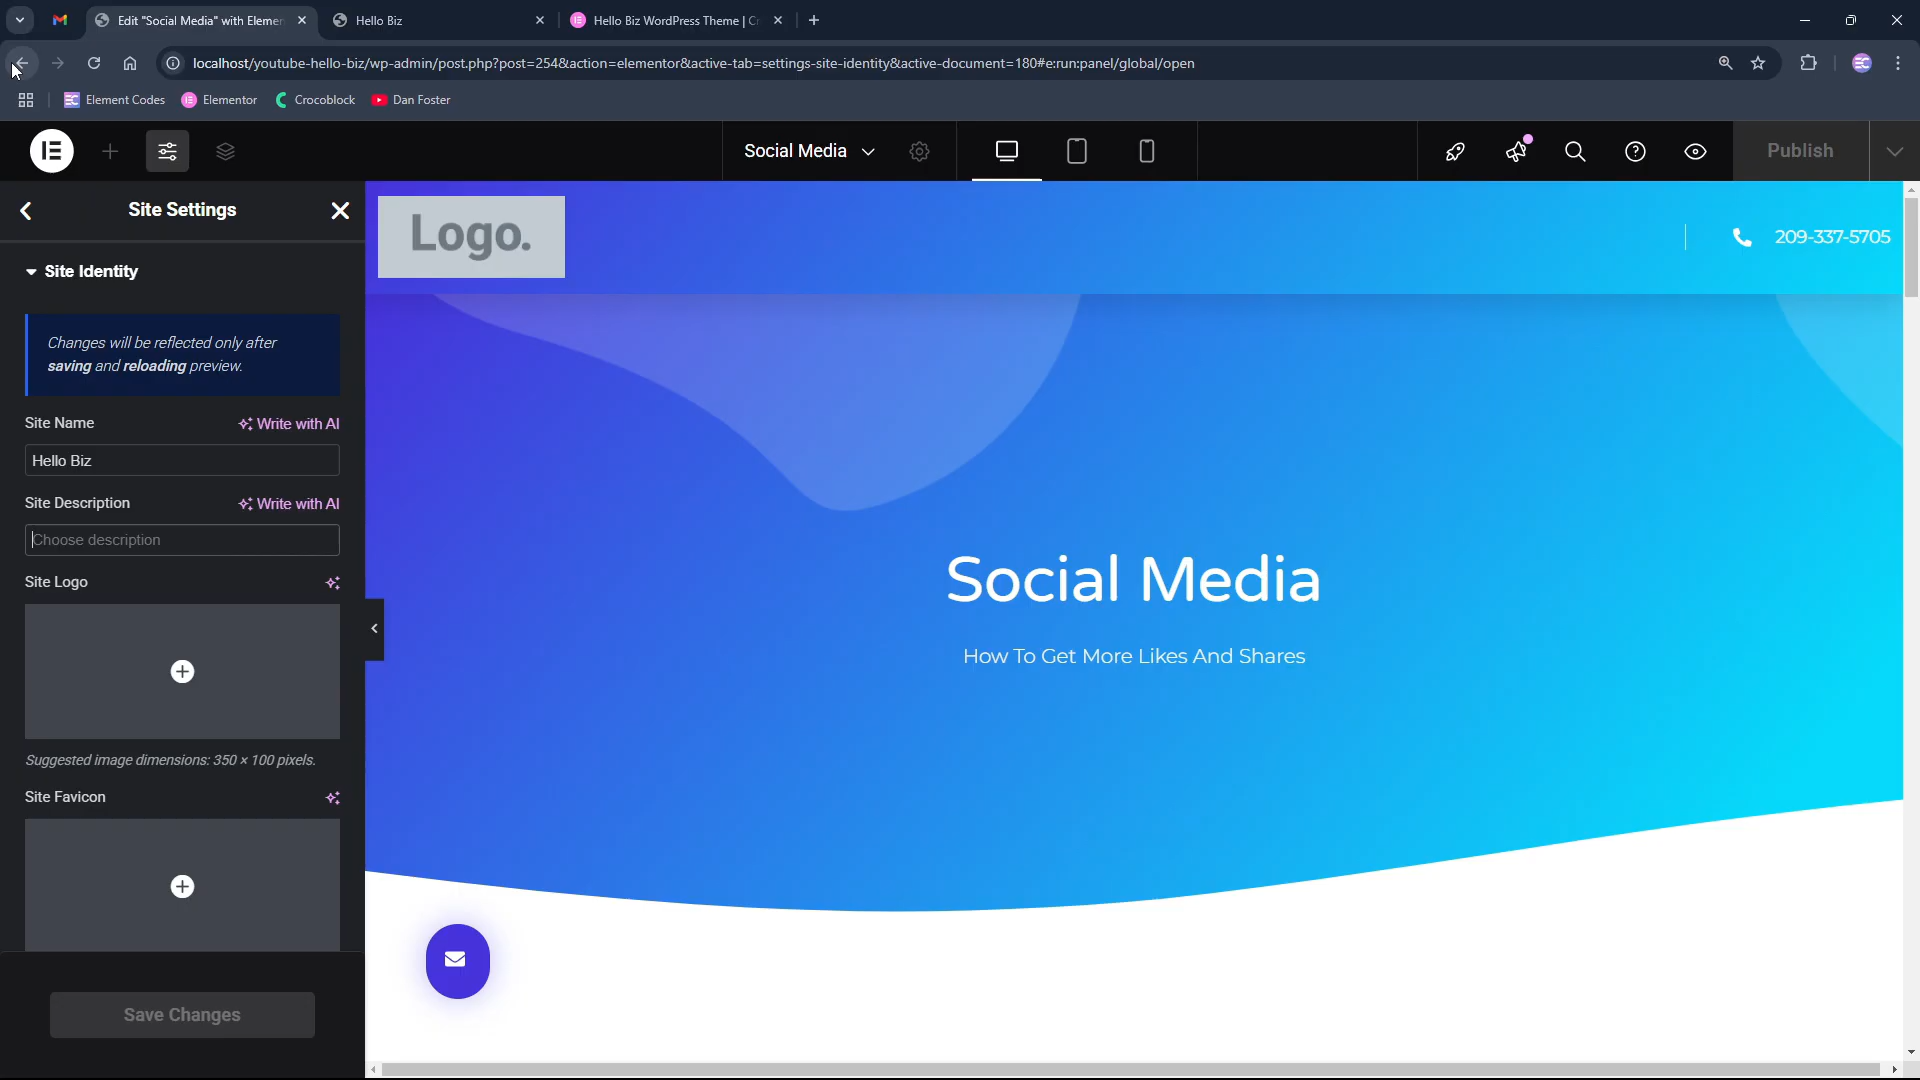 Edit "Social Media" with Elemen
Hello Biz
Hello Biz WordPress Theme | Cr
localhost/youtube-hello-biz/wp-admin/post.php?post=254&action=elementor&active-tab=settings-site-identity&active-document=180#e:run:panel/global/open
Element Codes
Elementor
Crocoblock
Dan Foster
Social Media
Publish
Site Settings
Logo.
209-337-5705
Site Identity
Changes will be reflected only after
saving and reloading preview.
Site Name
Write with AI
Hello Biz
Site Description
Write with AI
Choose description
Site Logo
Suggested image dimensions: 350 × 100 pixels.
Site Favicon
Save Changes
Social Media
How To Get More Likes And Shares